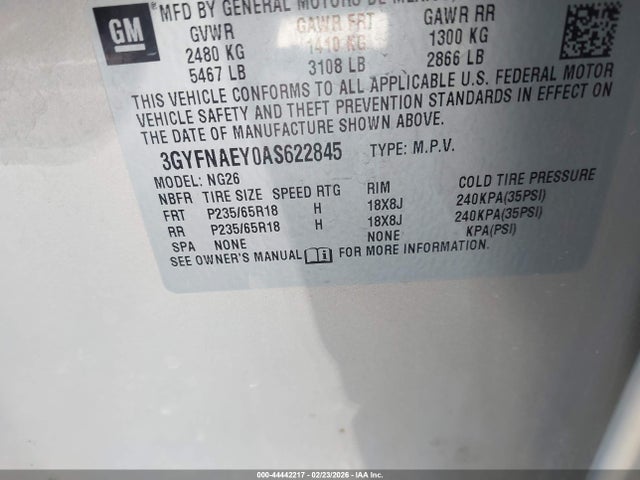 GM
®MFD BY GENERAL MOTORS DE
GVWR GAWR FRT GAWR RR
2480 KG 1410 KG 1300 KG
5467 LB 3108 LB 2866 LB
THIS VEHICLE CONFORMS TO ALL APPLICABLE U.S. FEDERAL MOTOR
VEHICLE SAFETY AND THEFT PREVENTION STANDARDS IN EFFECT ON
THE DATE OF MANUFACTURE SHOWN ABOVE.
3GYFNAEY0AS622845 TYPE: M.P.V.
MODEL: NG26
NBFR TIRE SIZE SPEED RTG RIM COLD TIRE PRESSURE
FRT P235/65R18 H 18X8J 240KPA(35PSI)
RR P235/65R18 H 18X8J 240KPA(35PSI)
SPA NONE NONE KPA(PSI)
SEE OWNER'S MANUAL i FOR MORE INFORMATION.
000-44442217 - 02/23/2026 - IAA Inc.